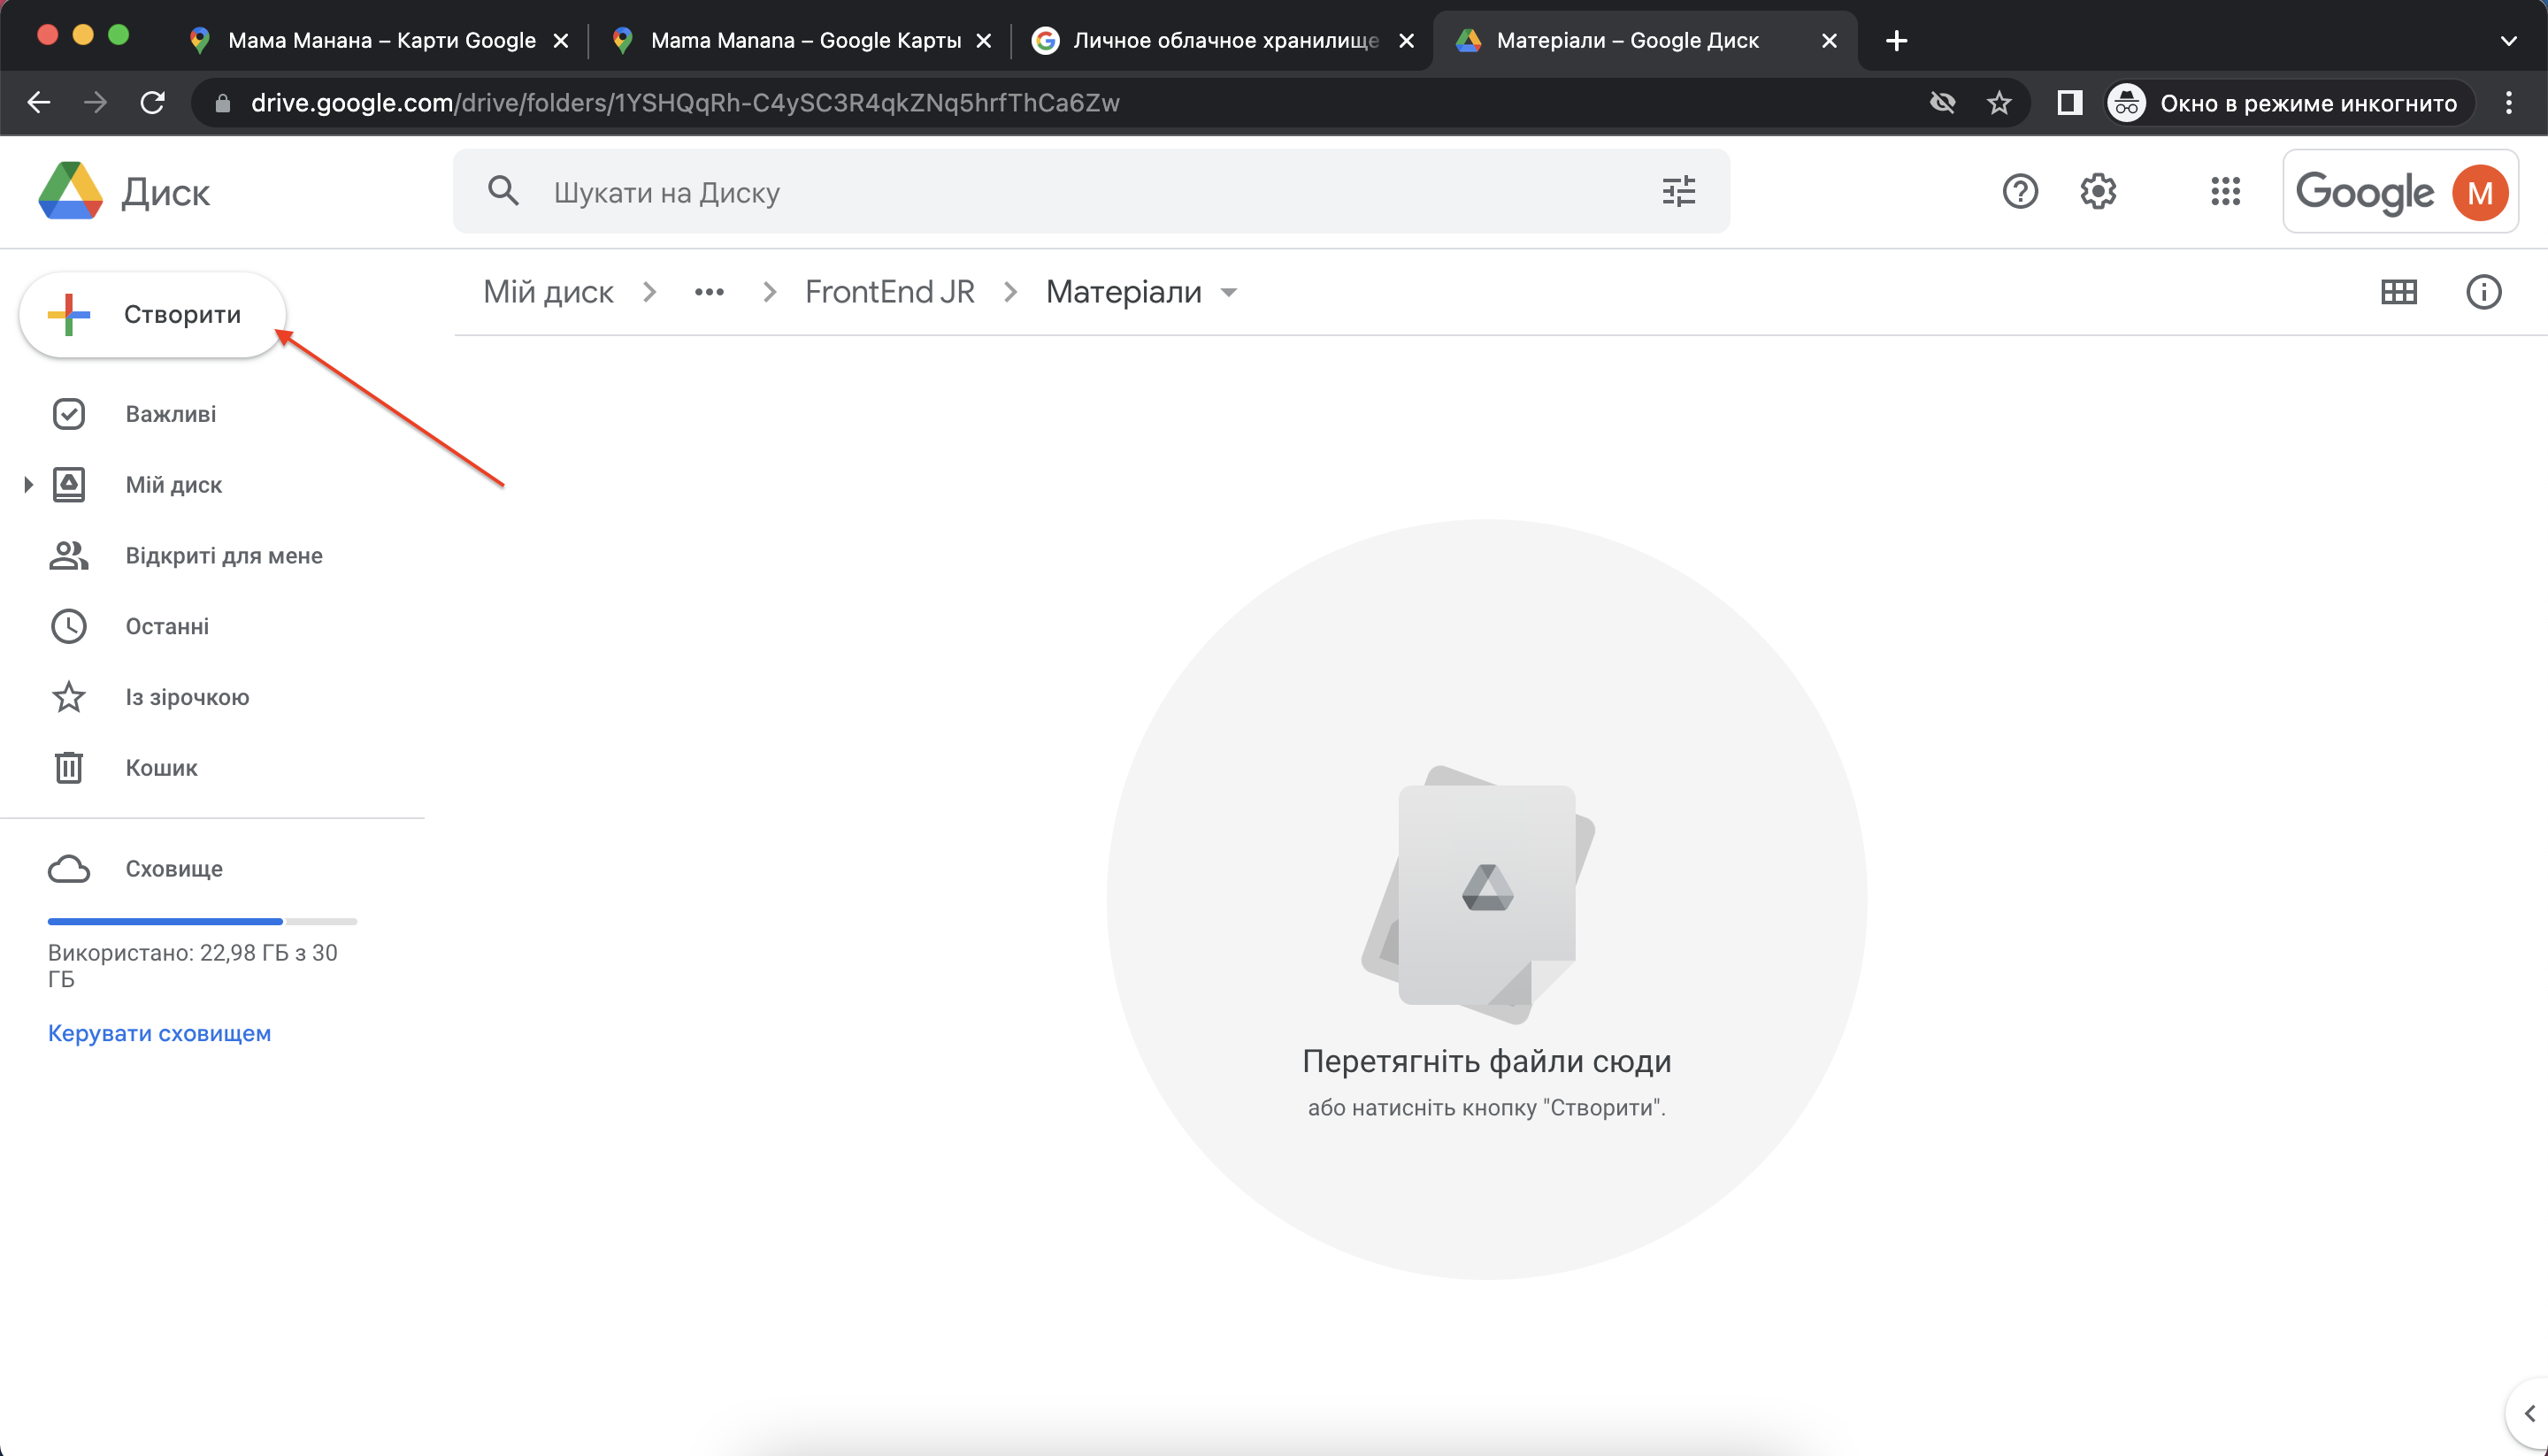 Мама Манана – Карти Google
Mama Manana – Google Карты
Личное облачное хранилище
Матеріали – Google Диск
drive.google.com/drive/folders/1YSHQqRh-C4ySC3R4qkZNq5hrfThCa6Zw
Окно в режиме инкогнито
Диск
Шукати на Диску
Google
M
Створити
Мій диск
FrontEnd JR
Матеріали
Важливі
Мій диск
Відкриті для мене
Останні
Із зірочкою
Кошик
Сховище
Використано: 22,98 ГБ з 30
ГБ
Керувати сховищем
Перетягніть файли сюди
або натисніть кнопку "Створити".